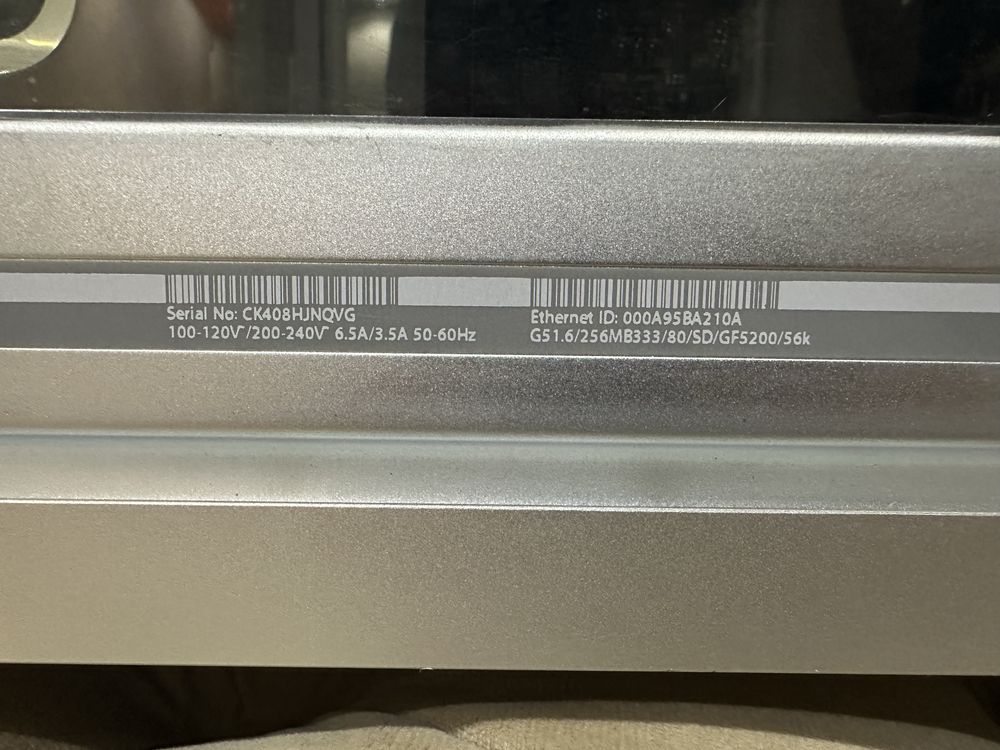 Serial No: CK408HJNQVG
100-120V~/200-240V~ 6.5A/3.5A 50-60Hz
Ethernet ID: 000A95BA210A
G51.6/256MB333/80/SD/GF5200/56k